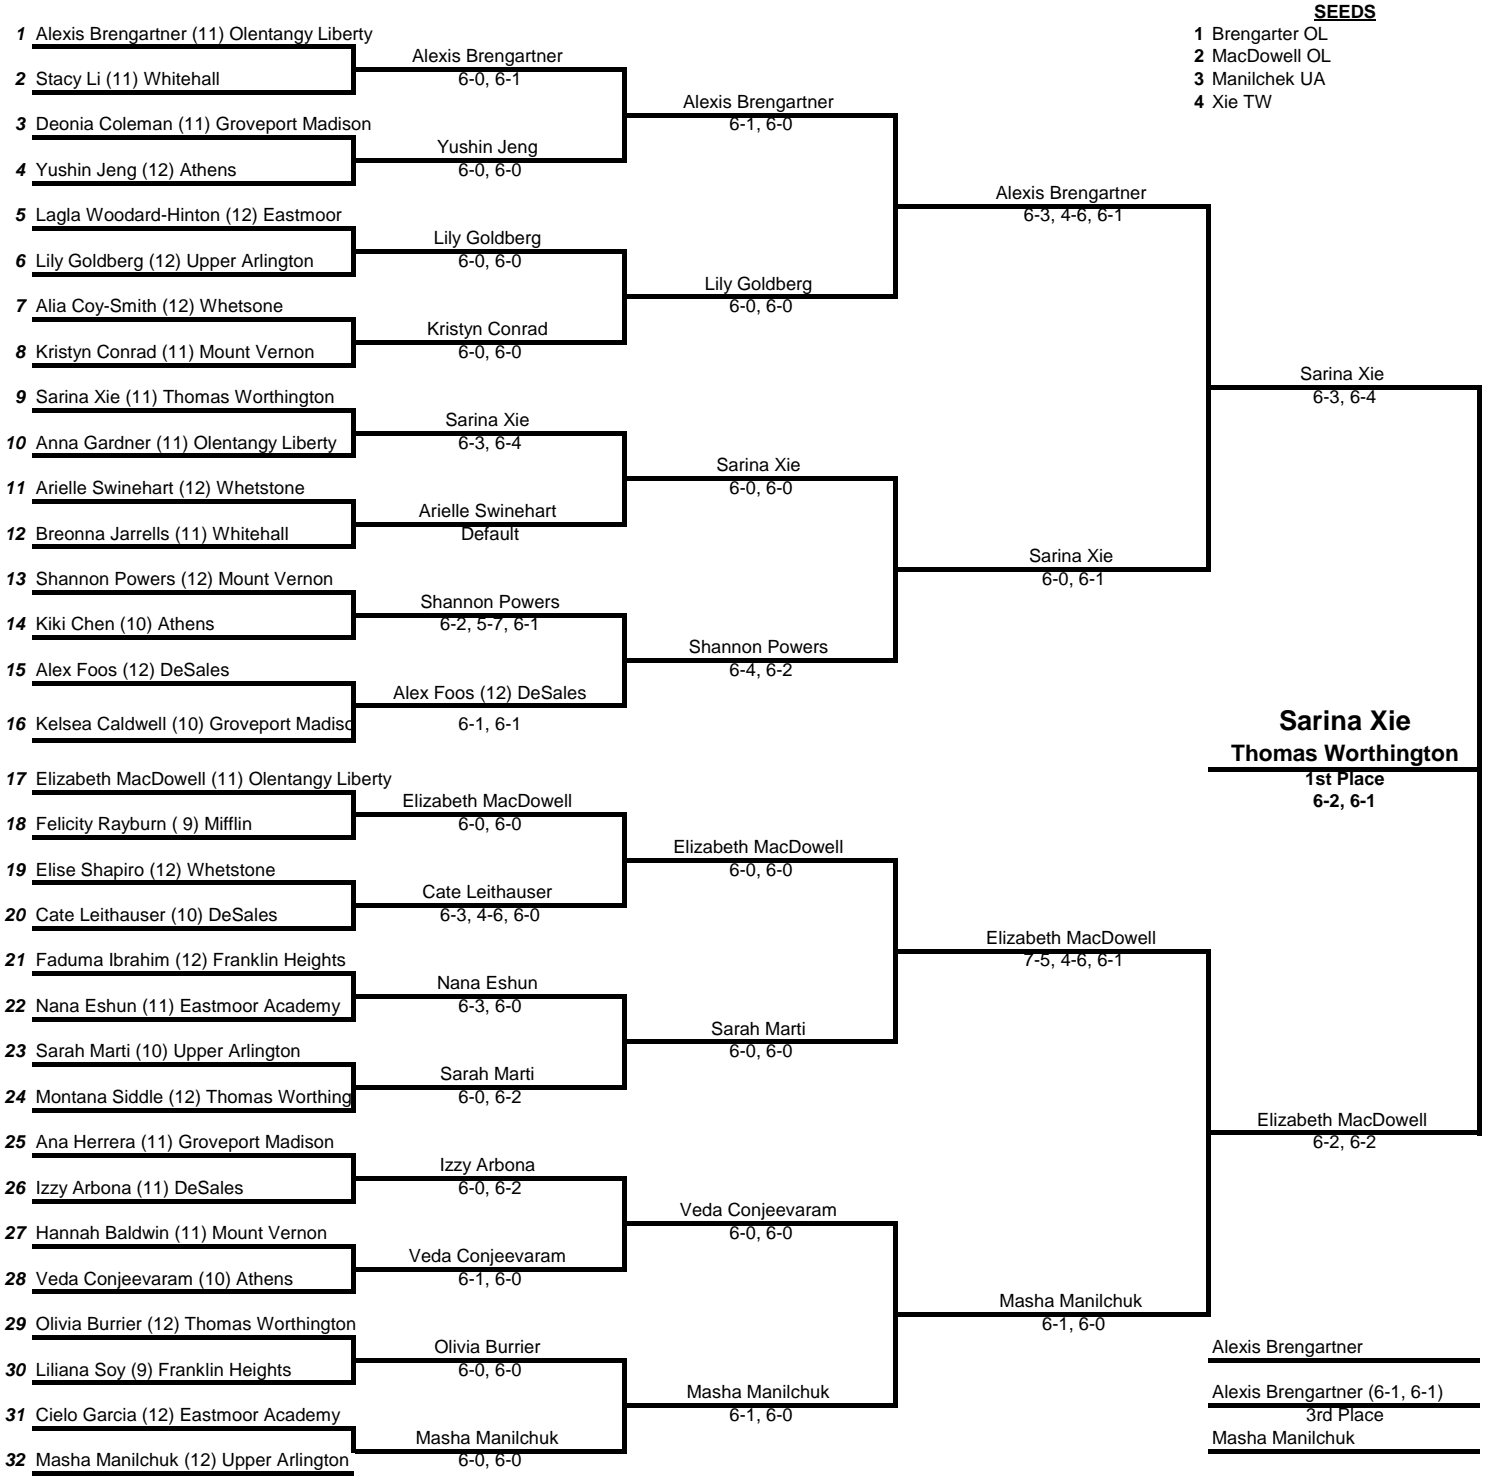 SEEDS
1 Brengarter OL
2 MacDowell OL
3 Manilchek UA
4 Xie TW
1 Alexis Brengartner (11) Olentangy Liberty
2 Stacy Li (11) Whitehall
3 Deonia Coleman (11) Groveport Madison
4 Yushin Jeng (12) Athens
5 Lagla Woodard-Hinton (12) Eastmoor
6 Lily Goldberg (12) Upper Arlington
7 Alia Coy-Smith (12) Whetsone
8 Kristyn Conrad (11) Mount Vernon
9 Sarina Xie (11) Thomas Worthington
10 Anna Gardner (11) Olentangy Liberty
11 Arielle Swinehart (12) Whetstone
12 Breonna Jarrells (11) Whitehall
13 Shannon Powers (12) Mount Vernon
14 Kiki Chen (10) Athens
15 Alex Foos (12) DeSales
16 Kelsea Caldwell (10) Groveport Madiso
17 Elizabeth MacDowell (11) Olentangy Liberty
18 Felicity Rayburn ( 9) Mifflin
19 Elise Shapiro (12) Whetstone
20 Cate Leithauser (10) DeSales
21 Faduma Ibrahim (12) Franklin Heights
22 Nana Eshun (11) Eastmoor Academy
23 Sarah Marti (10) Upper Arlington
24 Montana Siddle (12) Thomas Worthing
25 Ana Herrera (11) Groveport Madison
26 Izzy Arbona (11) DeSales
27 Hannah Baldwin (11) Mount Vernon
28 Veda Conjeevaram (10) Athens
29 Olivia Burrier (12) Thomas Worthington
30 Liliana Soy (9) Franklin Heights
31 Cielo Garcia (12) Eastmoor Academy
32 Masha Manilchuk (12) Upper Arlington
Alexis Brengartner
6-0, 6-1
Yushin Jeng
6-0, 6-0
Lily Goldberg
6-0, 6-0
Kristyn Conrad
6-0, 6-0
Sarina Xie
6-3, 6-4
Arielle Swinehart
Default
Shannon Powers
6-2, 5-7, 6-1
Alex Foos (12) DeSales
6-1, 6-1
Elizabeth MacDowell
6-0, 6-0
Cate Leithauser
6-3, 4-6, 6-0
Nana Eshun
6-3, 6-0
Sarah Marti
6-0, 6-2
Izzy Arbona
6-0, 6-2
Veda Conjeevaram
6-1, 6-0
Olivia Burrier
6-0, 6-0
Masha Manilchuk
6-0, 6-0
Alexis Brengartner
6-1, 6-0
Lily Goldberg
6-0, 6-0
Sarina Xie
6-0, 6-0
Shannon Powers
6-4, 6-2
Elizabeth MacDowell
6-0, 6-0
Sarah Marti
6-0, 6-0
Veda Conjeevaram
6-0, 6-0
Masha Manilchuk
6-1, 6-0
Alexis Brengartner
6-3, 4-6, 6-1
Sarina Xie
6-0, 6-1
Elizabeth MacDowell
7-5, 4-6, 6-1
Masha Manilchuk
6-1, 6-0
Sarina Xie
6-3, 6-4
Elizabeth MacDowell
6-2, 6-2
Sarina Xie
Thomas Worthington
1st Place
6-2, 6-1
Alexis Brengartner
Alexis Brengartner (6-1, 6-1)
3rd Place
Masha Manilchuk